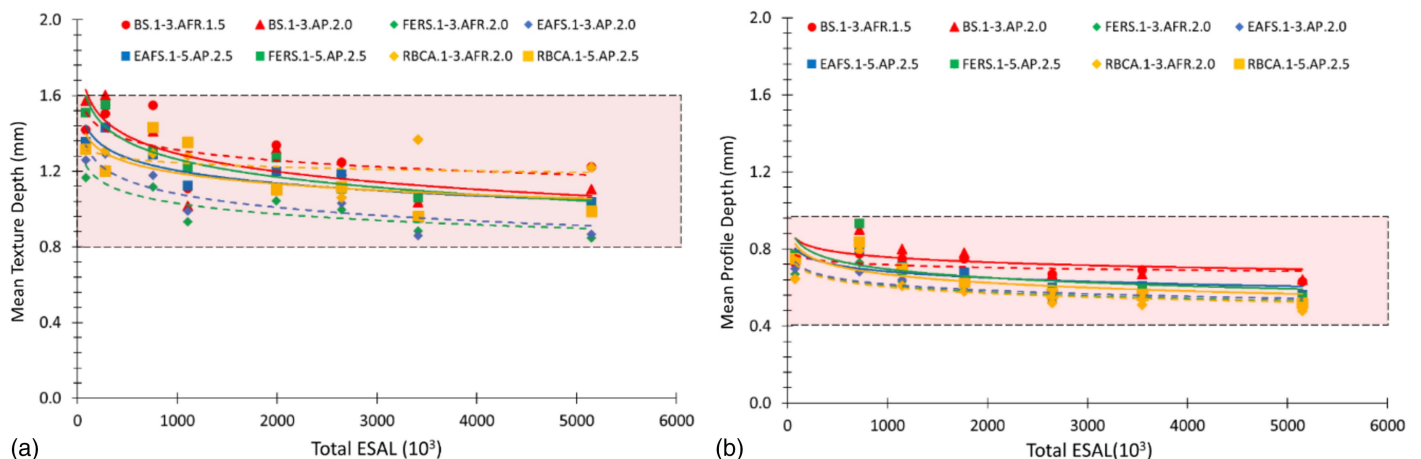 2.0
1.6
1.2
0.8
0.4
0.0
Mean Texture Depth (mm)
BS.1-3.AFR.1.5 BS.1-3.AP.2.0 FERS.1-3.AFR.2.0 EAFS.1-3.AP.2.0
EAFS.1-5.AP.2.5 FERS.1-5.AP.2.5 RBCA.1-3.AFR.2.0 RBCA.1-5.AP.2.5
0 1000 2000 3000 4000 5000 6000
(a) Total ESAL (10³)
2.0
1.6
1.2
0.8
0.4
0.0
Mean Profile Depth (mm)
BS.1-3.AFR.1.5 BS.1-3.AP.2.0 FERS.1-3.AFR.2.0 EAFS.1-3.AP.2.0
EAFS.1-5.AP.2.5 FERS.1-5.AP.2.5 RBCA.1-3.AFR.2.0 RBCA.1-5.AP.2.5
0 1000 2000 3000 4000 5000 6000
(b) Total ESAL(10³)